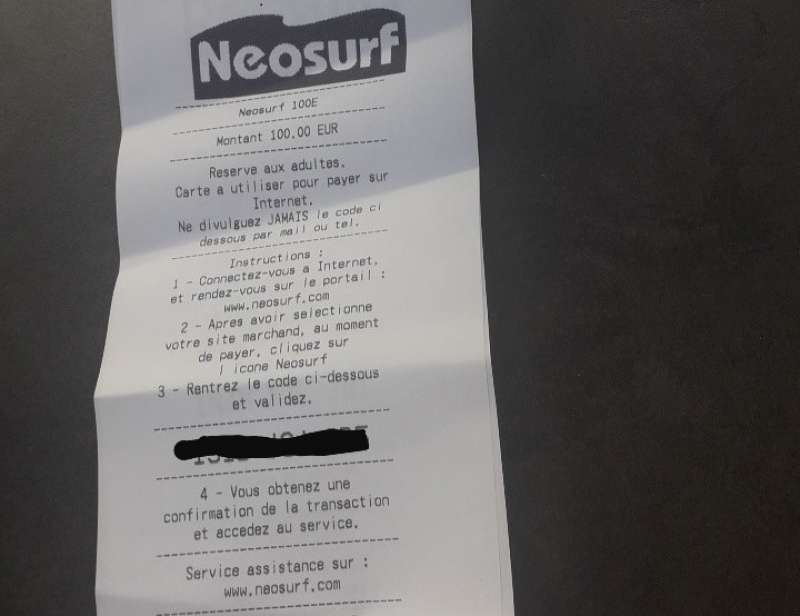 Neosurf
Neosurf 100E
Montant 100.00 EUR
Reserve aux adultes.
Carte a utiliser pour payer sur
Internet.
Ne divulguez JAMAIS le code ci
dessous par mail ou tel.
Instructions :
1 - Connectez-vous a Internet,
et rendez-vous sur le portail :
www.neosurf.com
2 - Apres avoir selectionne
votre site marchand, au moment
de payer, cliquez sur
l icone Neosurf
3 - Rentrez le code ci-dessous
et validez.
4 - Vous obtenez une
confirmation de la transaction
et accedez au service.
Service assistance sur :
www.neosurf.com